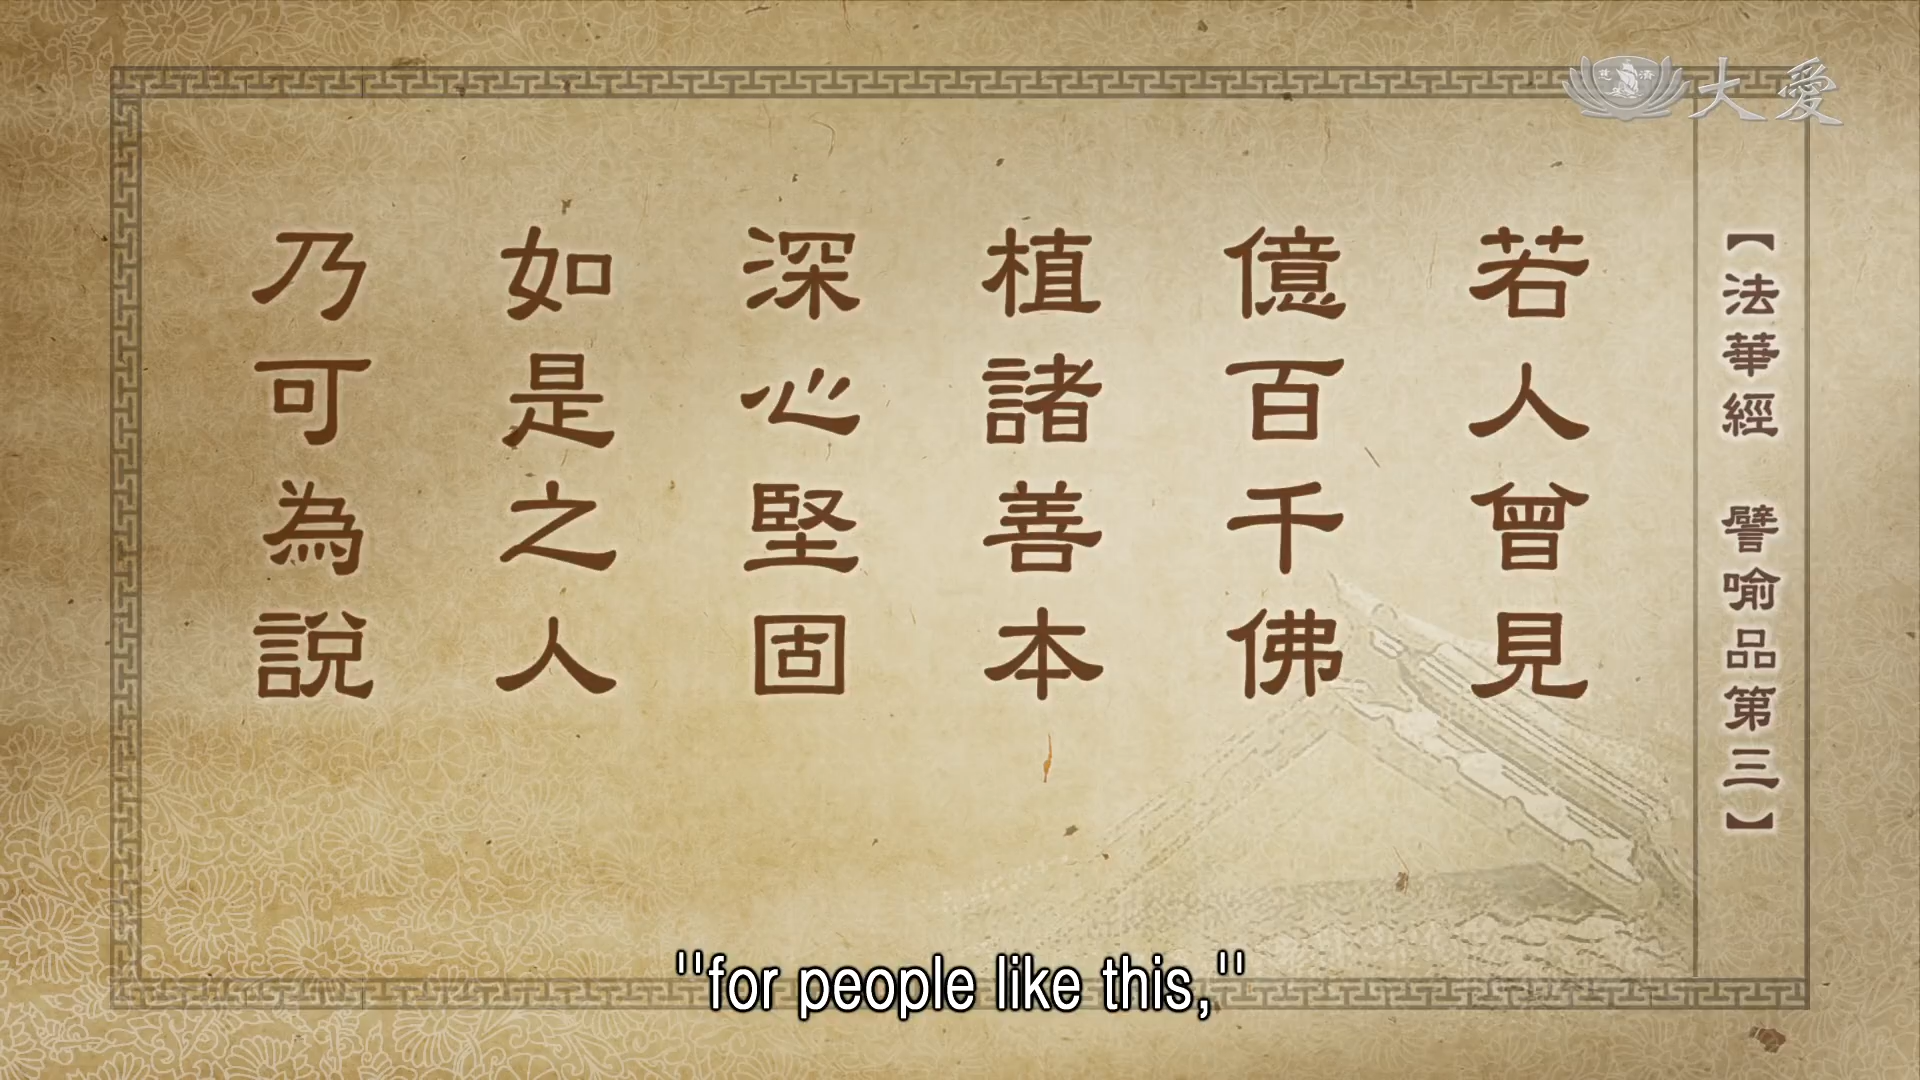 【法華經 譬喻品第三】
若人曾見
億百千佛
植諸善本
深心堅固
如是之人
乃可為說
慈濟
大愛
"for people like this,"